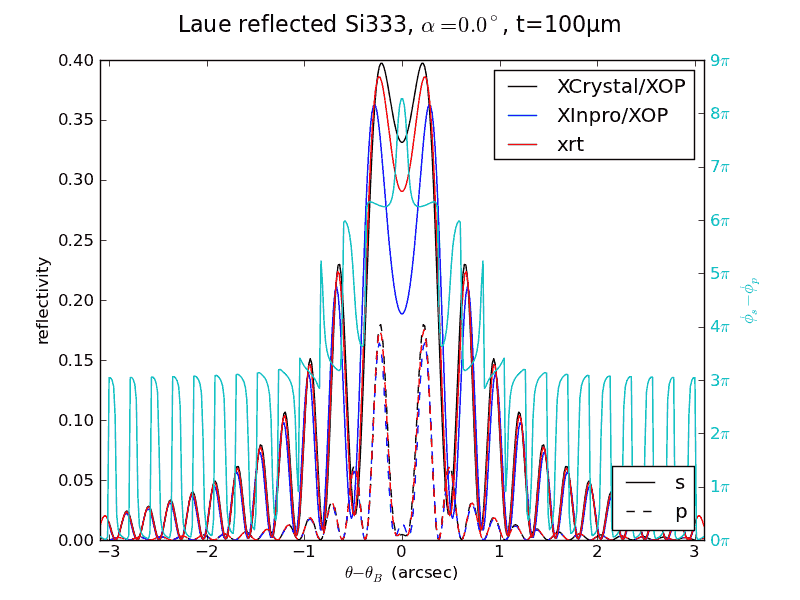 Laue reflected Si333, α=0.0°, t=100μm
0.40
0.35
0.30
0.25
0.20
0.15
0.10
0.05
0.00
reflectivity
9π
8π
7π
6π
5π
4π
3π
2π
1π
0π
ϕs−ϕp
XCrystal/XOP
XInpro/XOP
xrt
s
p
−3 −2 −1 0 1 2 3
θ−θB (arcsec)